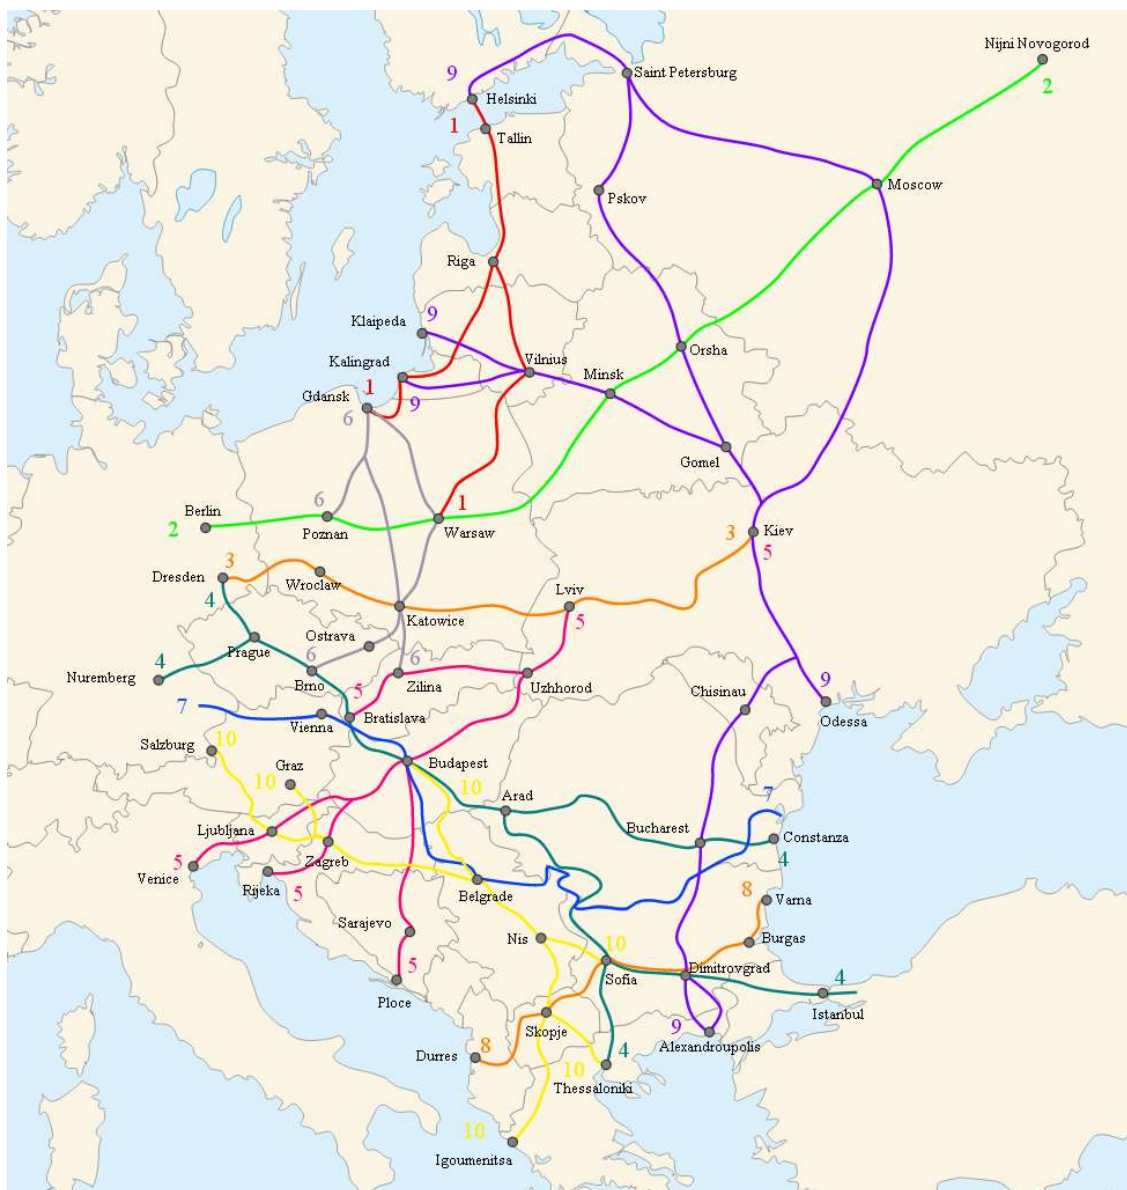 Nijni Novogorod
9
Saint Petersburg
2
Helsinki
1
Tallin
Moscow
Pskov
Riga
Klaipeda
9
Orsha
Kalingrad
Vilnius
Minsk
1
Gdansk
9
6
Gomel
6
1
Berlin
2
Poznan
Warsaw
3
Kiev
5
3
Dresden
Wroclaw
Lviv
4
Katowice
5
Ostrava
Prague
4
6
6
Nuremberg
Brno
Zilina
Uzhhorod
5
Chisinau
9
7
Vienna
Bratislava
Odessa
Salzburg
10
Graz
10
Budapest
10
Arad
7
Ljubljana
Bucharest
Constanza
5
Zagreb
4
Venice
Rijeka
Belgrade
8
5
Varna
Sarajevo
Nis
10
Burgas
5
Dimitrovgrad
Sofia
4
Ploce
Istanbul
Skopje
9
8
4
Alexandroupolis
Durres
10
Thessaloniki
10
Igoumenitsa